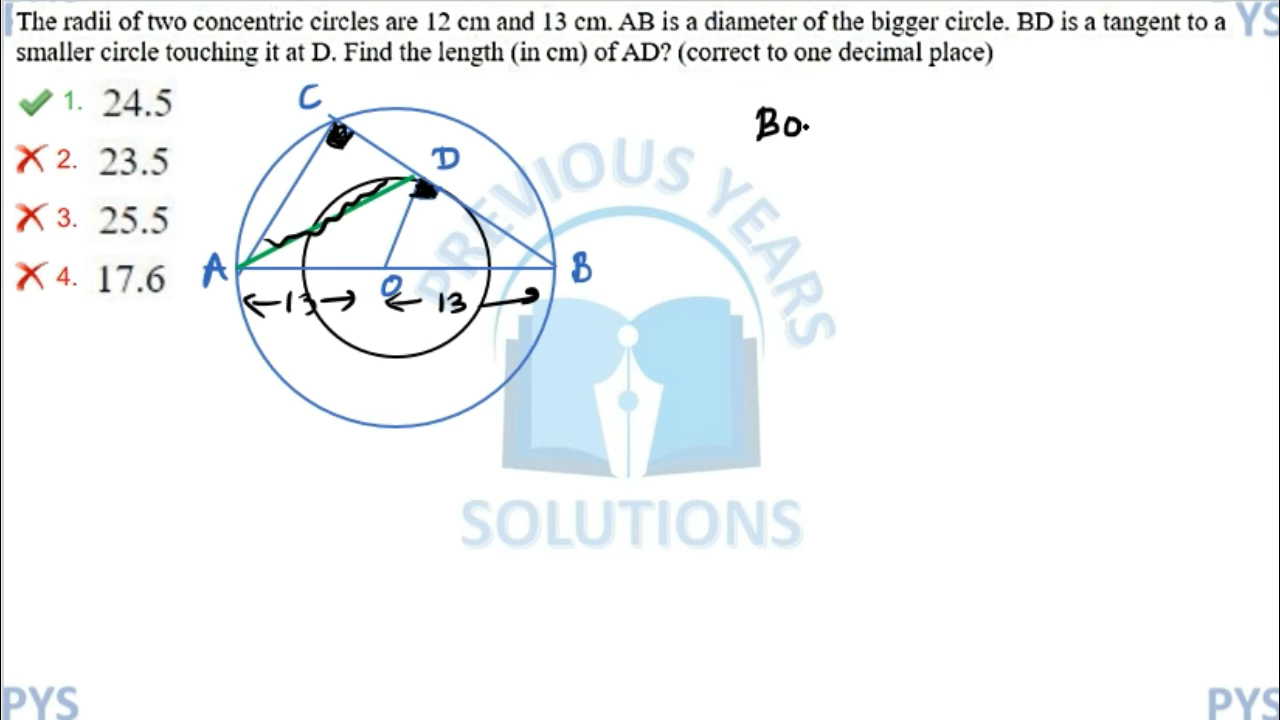 The radii of two concentric circles are 12 cm and 13 cm. AB is a diameter of the bigger circle. BD is a tangent to a
smaller circle touching it at D. Find the length (in cm) of AD? (correct to one decimal place)
1. 24.5
2. 23.5
3. 25.5
4. 17.6
C
D
A
O
B
13
13
BO.
PREVIOUS YEARS
SOLUTIONS
PYS
PYS